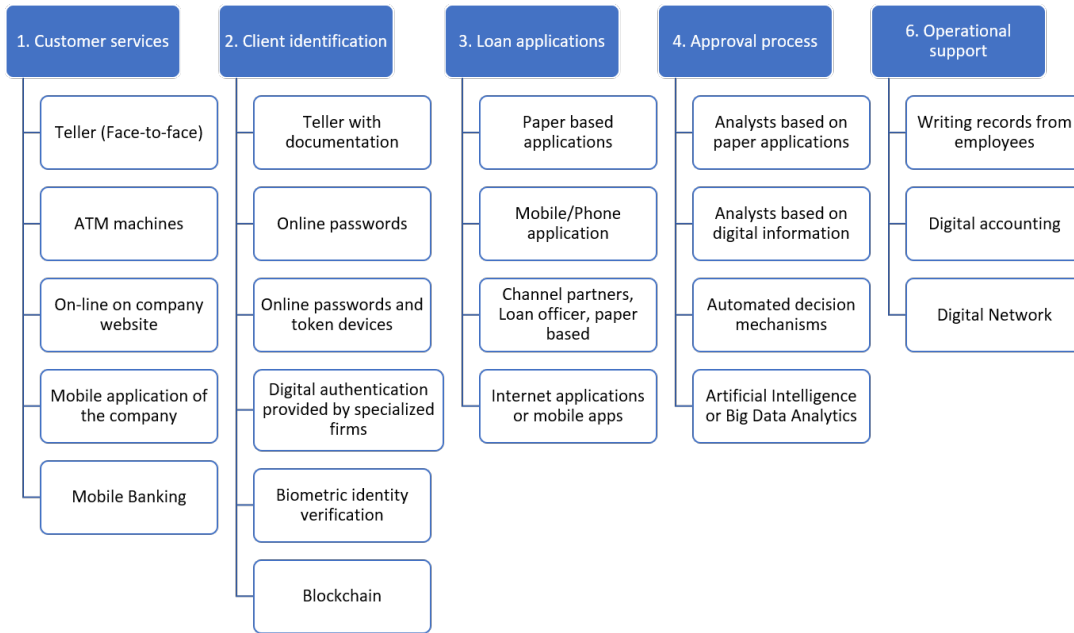 1. Customer services
Teller (Face-to-face)
ATM machines
On-line on company
website
Mobile application of
the company
Mobile Banking
2. Client identification
Teller with
documentation
Online passwords
Online passwords and
token devices
Digital authentication
provided by specialized
firms
Biometric identity
verification
Blockchain
3. Loan applications
Paper based
applications
Mobile/Phone
application
Channel partners,
Loan officer, paper
based
Internet applications
or mobile apps
4. Approval process
Analysts based on
paper applications
Analysts based on
digital information
Automated decision
mechanisms
Artificial Intelligence
or Big Data Analytics
6. Operational
support
Writing records from
employees
Digital accounting
Digital Network